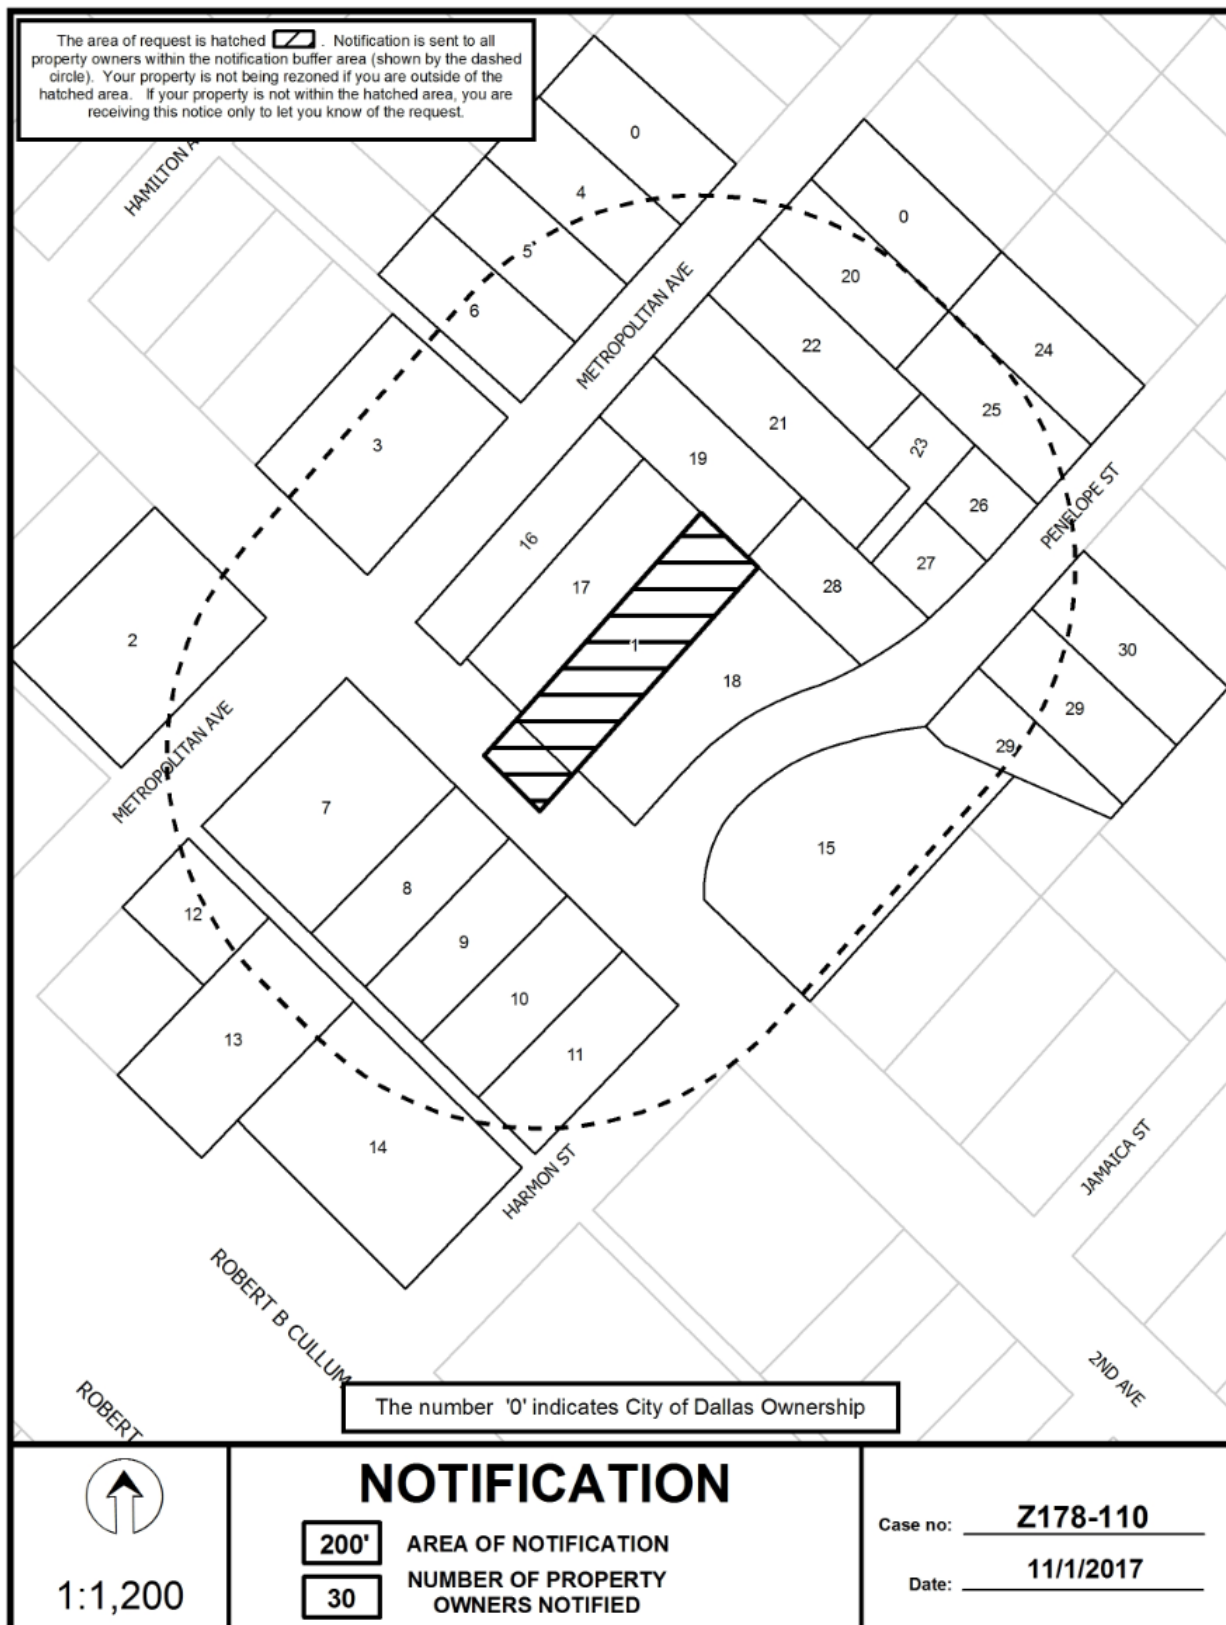 The area of request is hatched . Notification is sent to all
property owners within the notification buffer area (shown by the dashed
circle). Your property is not being rezoned if you are outside of the
hatched area. If your property is not within the hatched area, you are
receiving this notice only to let you know of the request.
HAMILTON A
0
4
5
6
0
20
METROPOLITAN AVE
22
24
25
21
3
19
23
26
PENELOPE ST
16
27
17
28
2
1
30
18
29
29
METROPOLITAN AVE
7
15
8
12
9
10
13
11
14
HARMON ST
JAMAICA ST
ROBERT B CULLUM
2ND AVE
ROBERT
The number '0' indicates City of Dallas Ownership
1:1,200
NOTIFICATION
200' AREA OF NOTIFICATION
30 NUMBER OF PROPERTY
OWNERS NOTIFIED
Case no: Z178-110
Date: 11/1/2017